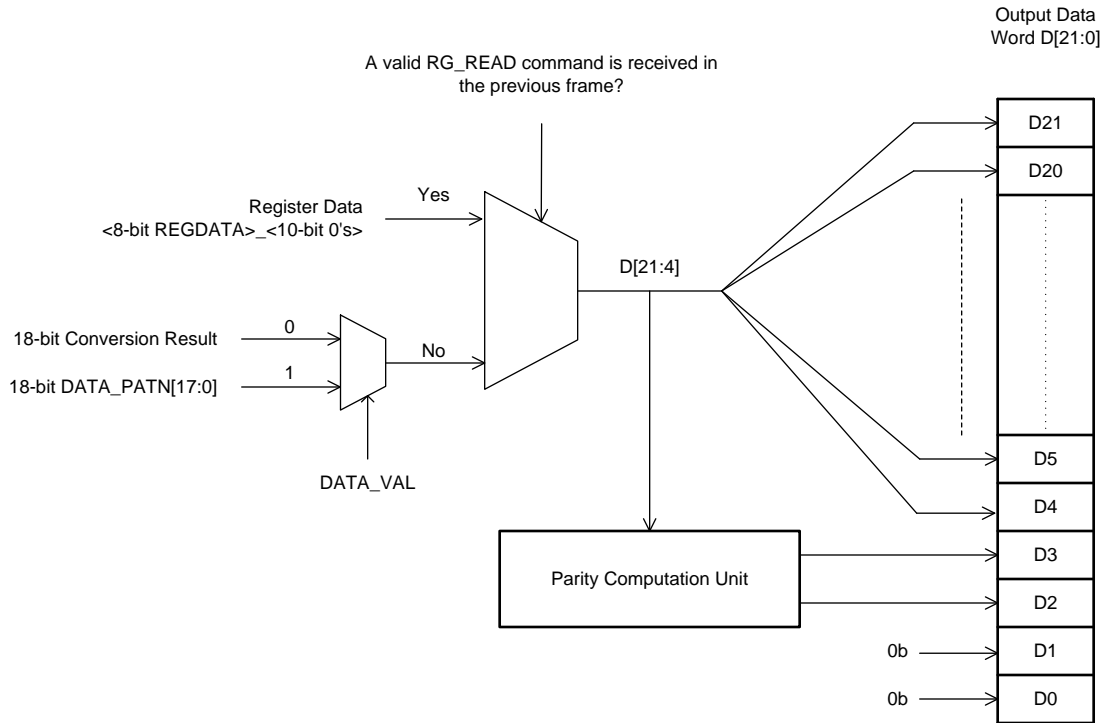 Output Data
Word D[21:0]
A valid RG_READ command is received in
the previous frame?
D21
D20
Yes
Register Data
<8-bit REGDATA>_<10-bit 0's>
D[21:4]
18-bit Conversion Result
0
No
18-bit DATA_PATN[17:0]
1
DATA_VAL
D5
D4
D3
Parity Computation Unit
D2
0b
D1
0b
D0